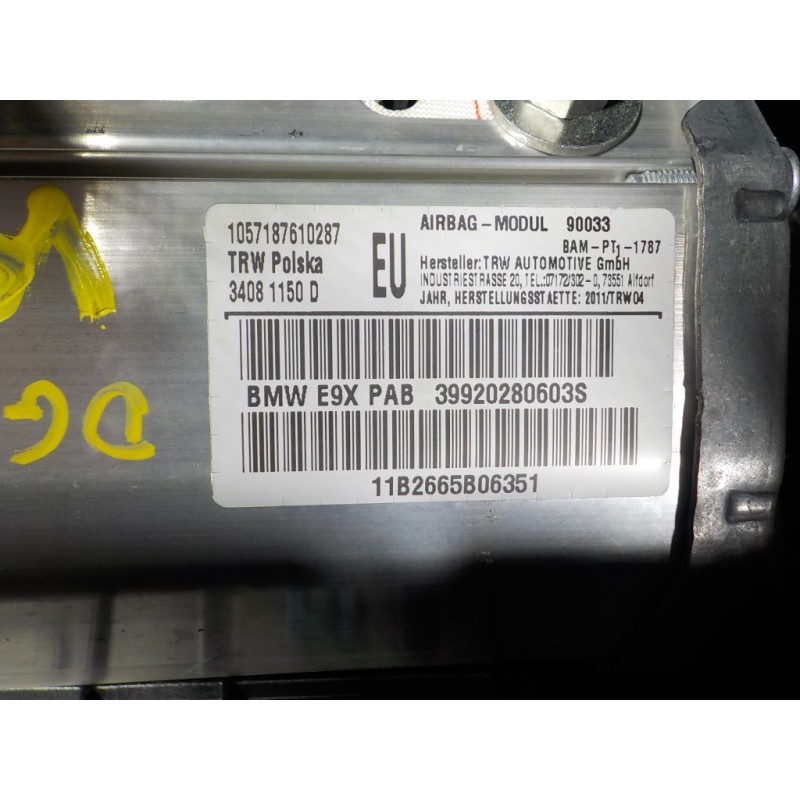 1057187610287
TRW Polska
3408 1150 D
EU
AIRBAG-MODUL 90033
BAM-PT1-1787
Hersteller: TRW AUTOMOTIVE GmbH
INDUSTRIESTRASSE 20, TEL.:07172/302-0, 73551 Alfdorf
JAHR, HERSTELLUNGSSTAETTE: 2011/TRW04
BMW E9X PAB 39920280603S
11B2665B06351
DG